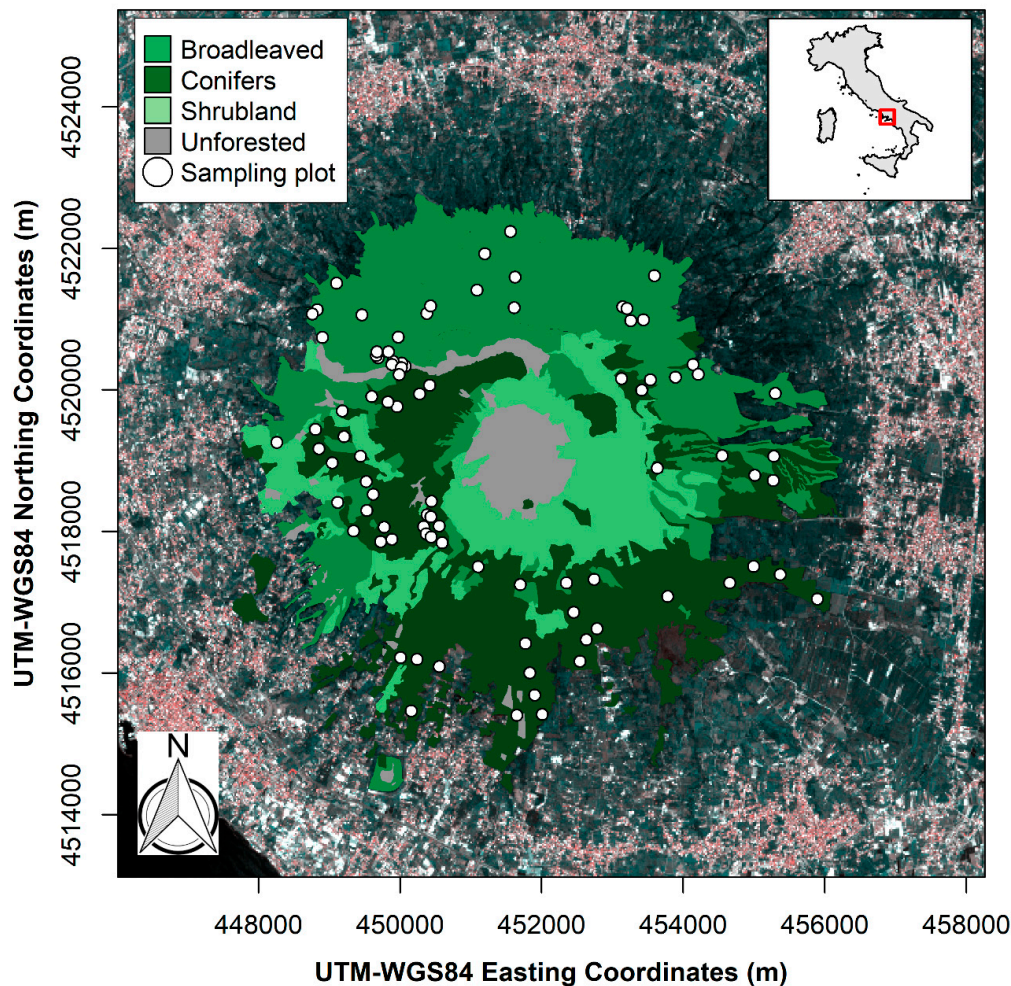 Broadleaved
Conifers
Shrubland
Unforested
Sampling plot
UTM-WGS84 Northing Coordinates (m)
4524000
4522000
4520000
4518000
4516000
4514000
N
448000 450000 452000 454000 456000 458000
UTM-WGS84 Easting Coordinates (m)